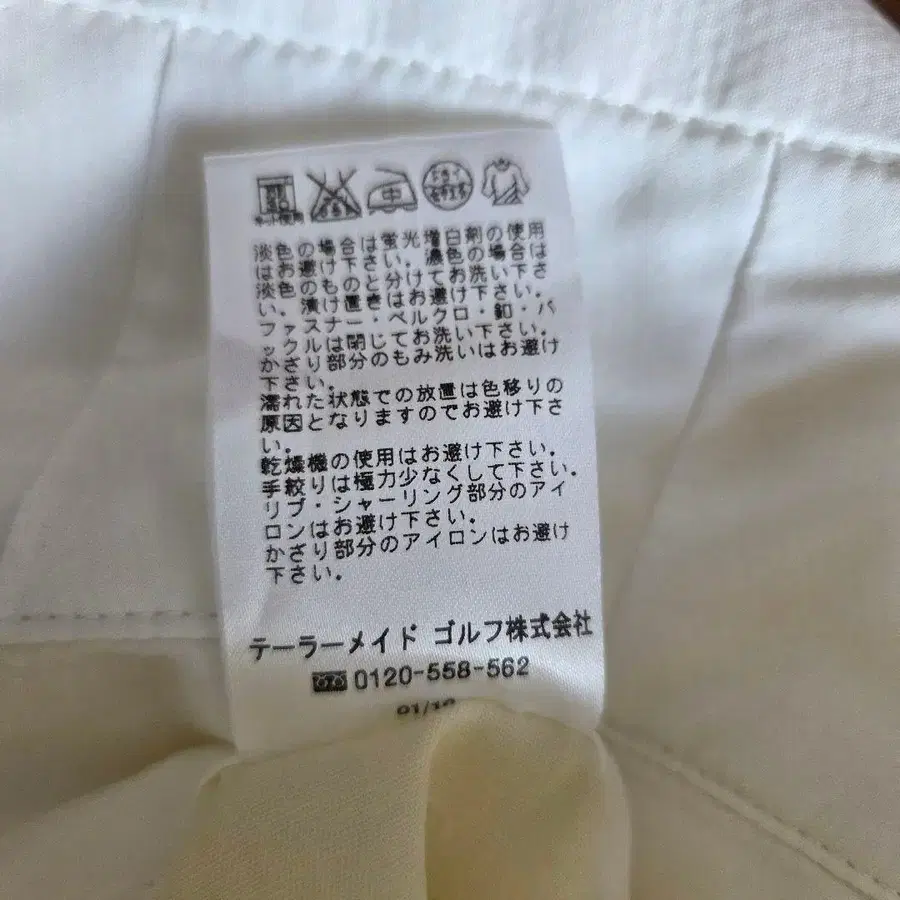 ネット使用
中
ドライ
淡色の場合は蛍光増白剤の使用
はお避け下さい。濃色の場合は
淡色のものと分けてお洗い下さ
い。漬け置きはお避け下さい。
ファスナー・ベルクロ・釦・バ
ックルは閉じてお洗い下さい。
かざり部分のもみ洗いはお避け
下さい。
濡れた状態での放置は色移りの
原因となりますのでお避け下さ
い。
乾燥機の使用はお避け下さい。
手絞りは極力少なくして下さい。
リブ・シャーリング部分のアイ
ロンはお避け下さい。
かざり部分のアイロンはお避け
下さい。
テーラーメイド ゴルフ株式会社
0120-558-562